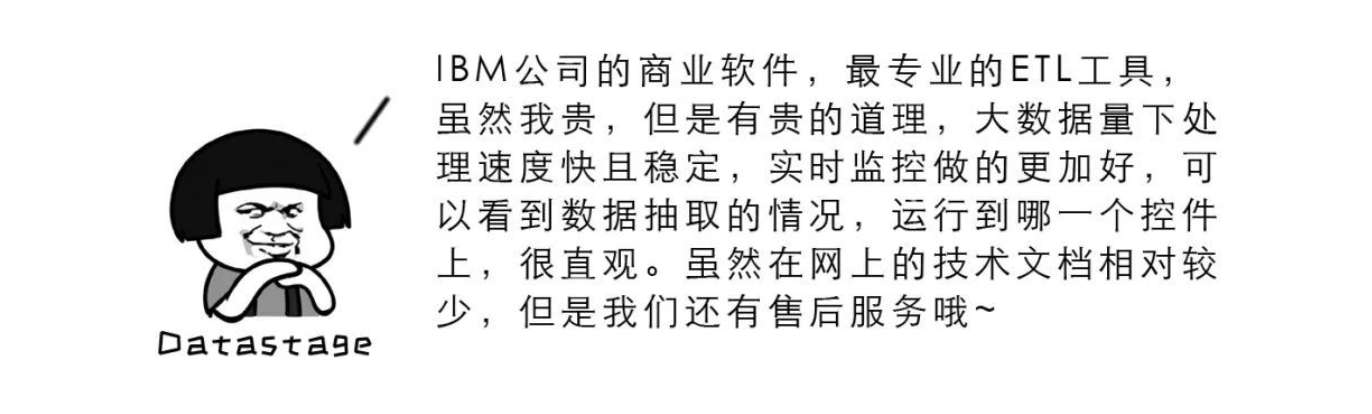 IBM公司的商业软件，最专业的ETL工具，
虽然我贵，但是有贵的道理，大数据量下处
理速度快且稳定，实时监控做的更加好，可
以看到数据抽取的情况，运行到哪一个控件
上，很直观。虽然在网上的技术文档相对较
少，但是我们还有售后服务哦~
Datastage